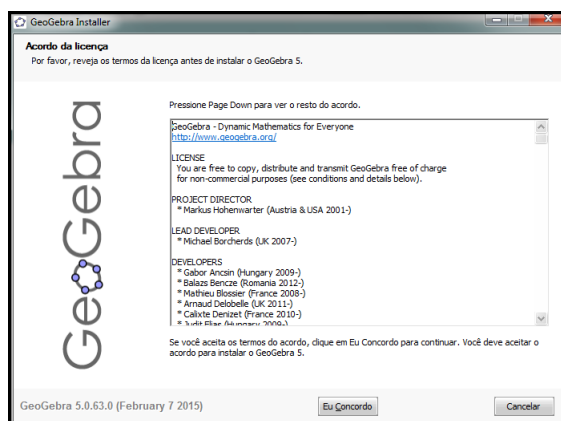 GeoGebra Installer
Acordo da licença
Por favor, reveja os termos da licença antes de instalar o GeoGebra 5.
GeoGebra
Pressione Page Down para ver o resto do acordo.
GeoGebra - Dynamic Mathematics for Everyone
http://www.geogebra.org/
LICENSE
You are free to copy, distribute and transmit GeoGebra free of charge
for non-commercial purposes (see conditions and details below).
PROJECT DIRECTOR
* Markus Hohenwarter (Austria & USA 2001-)
LEAD DEVELOPER
* Michael Borcherds (UK 2007-)
DEVELOPERS
* Gabor Ancsin (Hungary 2009-)
* Balazs Bencze (Romania 2012-)
* Mathieu Blossier (France 2008-)
* Arnaud Delobelle (UK 2011-)
* Calixte Denizet (France 2010-)
* Judit Elias (Hungary 2009-)
Se você aceita os termos do acordo, clique em Eu Concordo para continuar. Você deve aceitar o
acordo para instalar o GeoGebra 5.
GeoGebra 5.0.63.0 (February 7 2015)
Eu Concordo
Cancelar